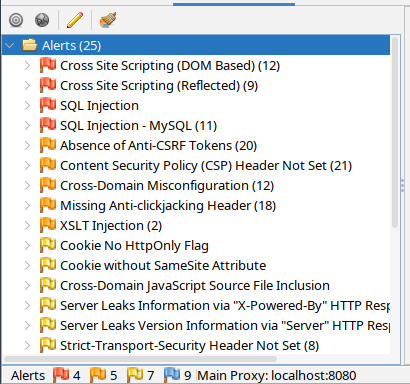 Alerts (25)
Cross Site Scripting (DOM Based) (12)
Cross Site Scripting (Reflected) (9)
SQL Injection
SQL Injection - MySQL (11)
Absence of Anti-CSRF Tokens (20)
Content Security Policy (CSP) Header Not Set (21)
Cross-Domain Misconfiguration (12)
Missing Anti-clickjacking Header (18)
XSLT Injection (2)
Cookie No HttpOnly Flag
Cookie without SameSite Attribute
Cross-Domain JavaScript Source File Inclusion
Server Leaks Information via "X-Powered-By" HTTP Resp
Server Leaks Version Information via "Server" HTTP Resp
Strict-Transport-Security Header Not Set (8)
Alerts 4 5 7 9 Main Proxy: localhost:8080